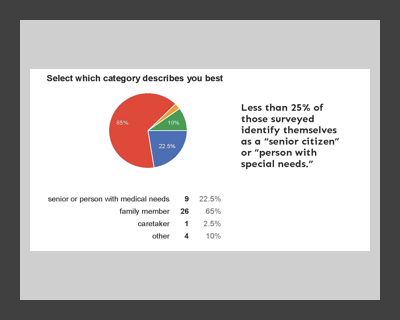 Select which category describes you best
65%
10%
22.5%
Less than 25% of
those surveyed
identify themselves
as a “senior citizen”
or “person with
special needs.”
senior or person with medical needs 9 22.5%
family member 26 65%
caretaker 1 2.5%
other 4 10%